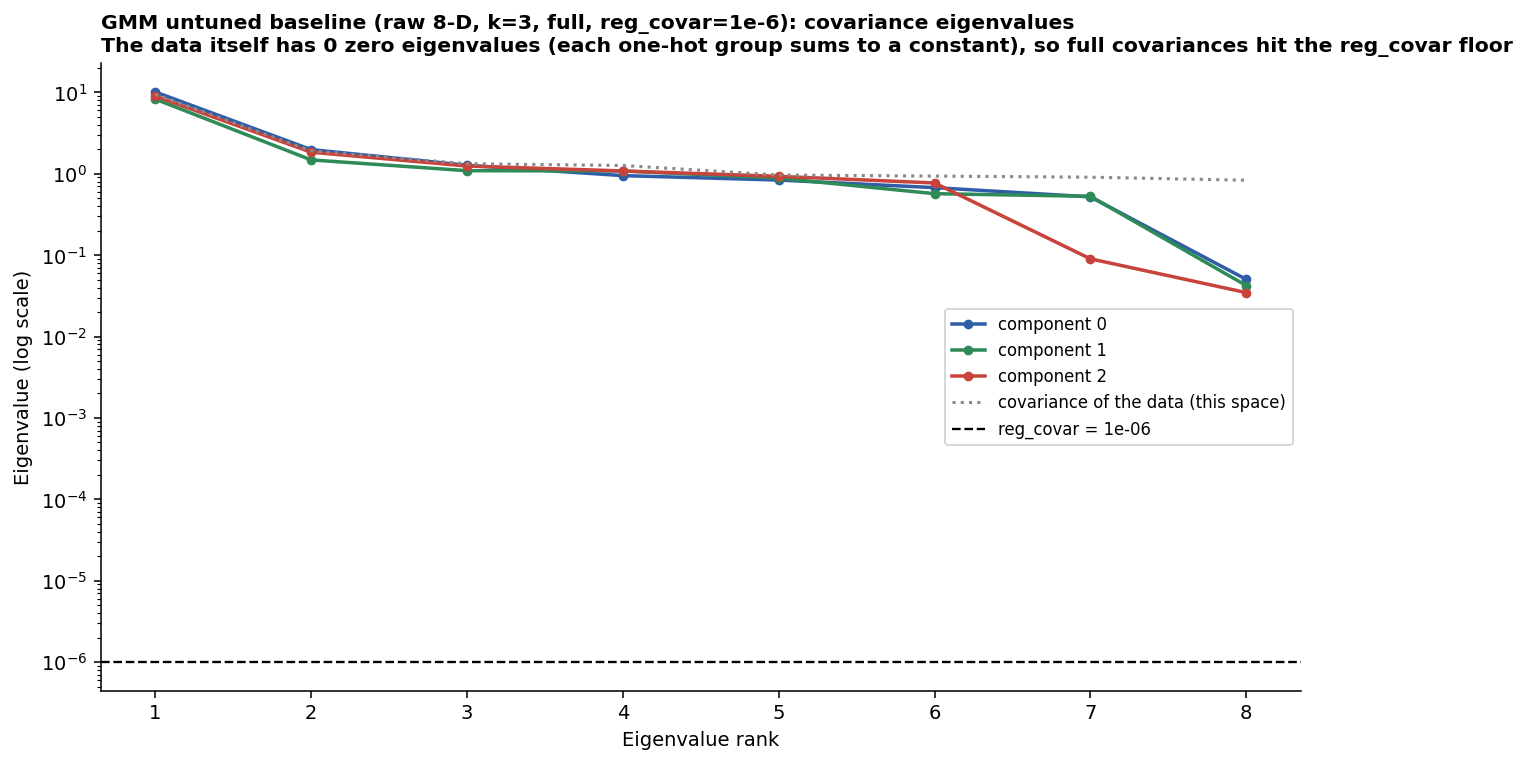 GMM untuned baseline (raw 8-D, k=3, full, reg_covar=1e-6): covariance eigenvalues
The data itself has 0 zero eigenvalues (each one-hot group sums to a constant), so full covariances hit the reg_covar floor
Eigenvalue (log scale)
10¹
10⁰
10⁻¹
10⁻²
10⁻³
10⁻⁴
10⁻⁵
10⁻⁶
component 0
component 1
component 2
covariance of the data (this space)
reg_covar = 1e-06
1 2 3 4 5 6 7 8
Eigenvalue rank